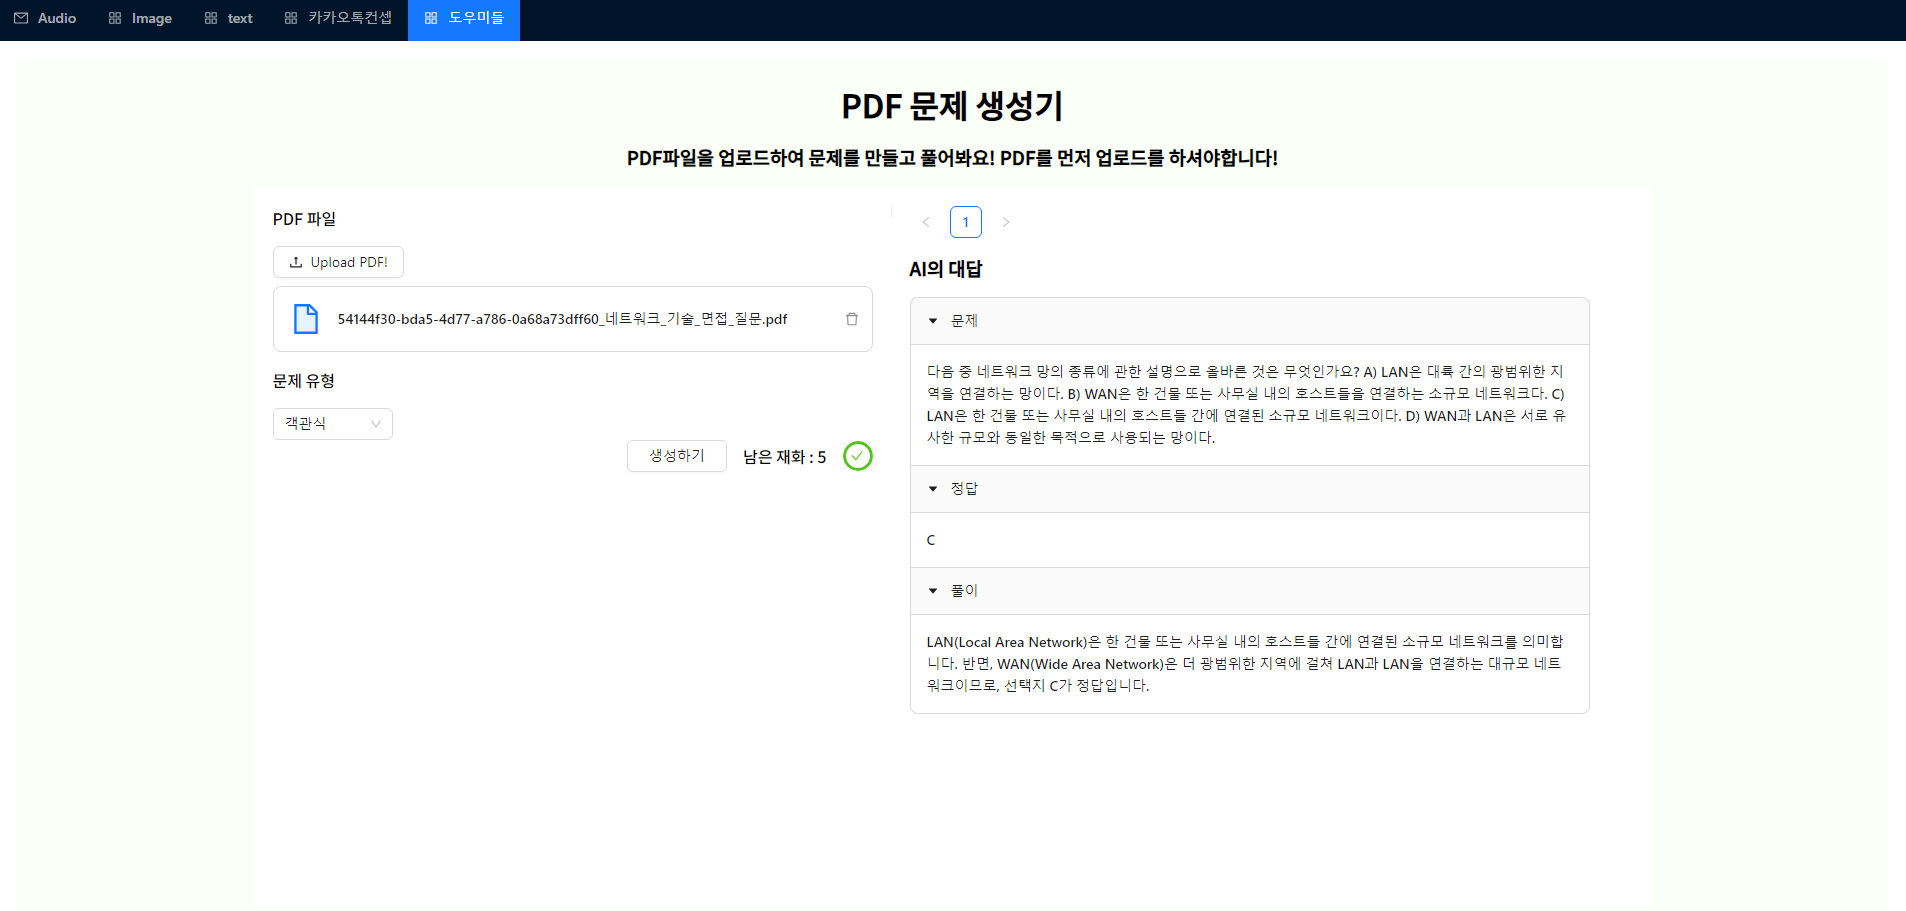 Audio
Image
text
카카오톡컨셉
도우미들
PDF 문제 생성기
PDF파일을 업로드하여 문제를 만들고 풀어봐요! PDF를 먼저 업로드를 하셔야합니다!
PDF 파일
Upload PDF!
54144f30-bda5-4d77-a786-0a68a73dff60_네트워크_기술_면접_질문.pdf
문제 유형
객관식
생성하기
남은 재화 : 5
1
AI의 대답
문제
다음 중 네트워크 망의 종류에 관한 설명으로 올바른 것은 무엇인가요? A) LAN은 대륙 간의 광범위한 지
역을 연결하는 망이다. B) WAN은 한 건물 또는 사무실 내의 호스트들을 연결하는 소규모 네트워크다. C)
LAN은 한 건물 또는 사무실 내의 호스트들 간에 연결된 소규모 네트워크이다. D) WAN과 LAN은 서로 유
사한 규모와 동일한 목적으로 사용되는 망이다.
정답
C
풀이
LAN(Local Area Network)은 한 건물 또는 사무실 내의 호스트들 간에 연결된 소규모 네트워크를 의미합
니다. 반면, WAN(Wide Area Network)은 더 광범위한 지역에 걸쳐 LAN과 LAN을 연결하는 대규모 네트
워크이므로, 선택지 C가 정답입니다.